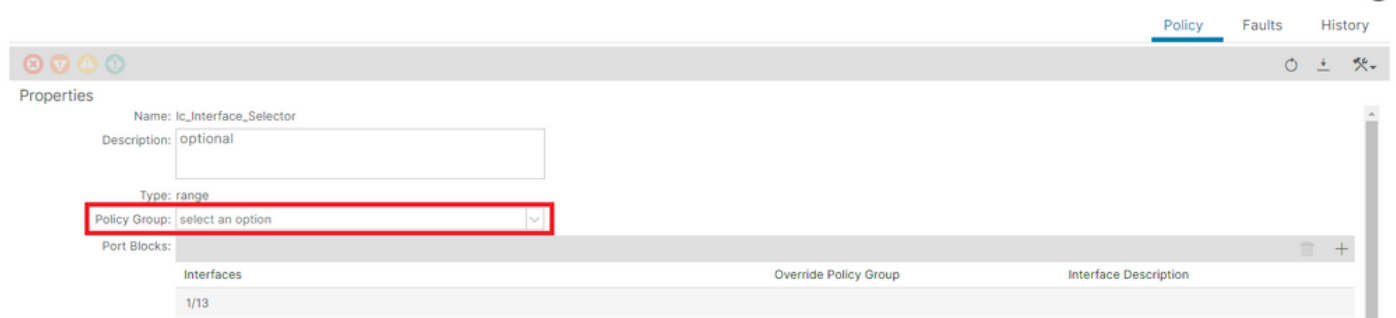 Policy Faults History
Properties
Name: lc_Interface_Selector
Description: optional
Type: range
Policy Group: select an option
Port Blocks:
Interfaces Override Policy Group Interface Description
1/13